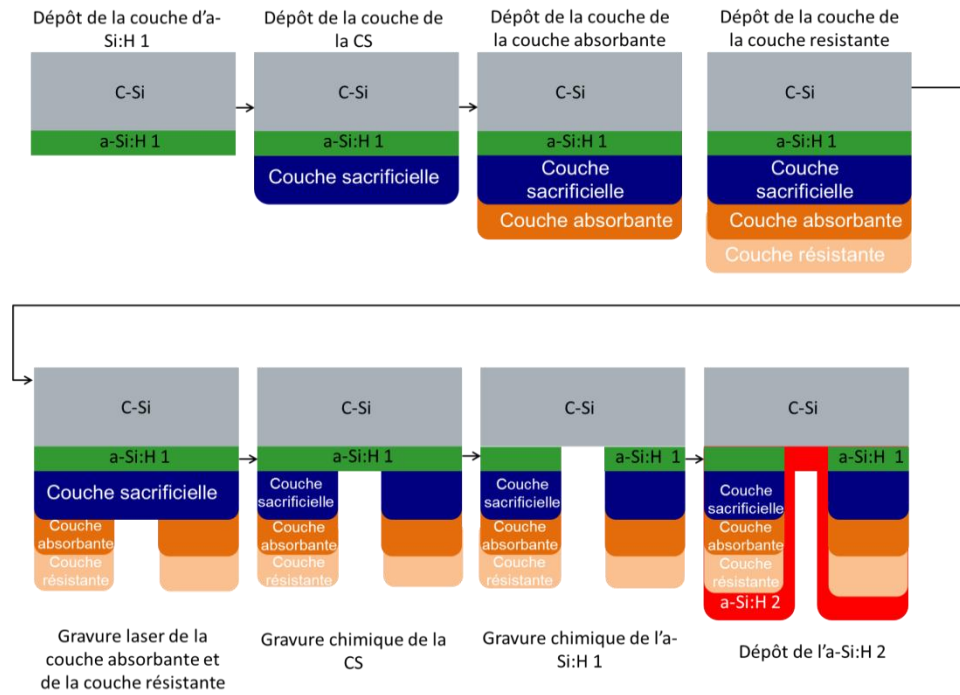 Dépôt de la couche d'a-
Si:H 1
Dépôt de la couche de
la CS
Dépôt de la couche de
la couche absorbante
Dépôt de la couche de
la couche resistante
C-Si
a-Si:H 1
C-Si
a-Si:H 1
Couche sacrificielle
C-Si
a-Si:H 1
Couche
sacrificielle
Couche absorbante
C-Si
a-Si:H 1
Couche
sacrificielle
Couche absorbante
Couche résistante
C-Si
a-Si:H 1
Couche sacrificielle
Couche
absorbante
Couche
résistante
Gravure laser de la
couche absorbante et
de la couche résistante
C-Si
a-Si:H 1
Couche
sacrificielle
Couche
absorbante
Couche
résistante
Gravure chimique de la
CS
C-Si
a-Si:H 1
Couche
sacrificielle
Couche
absorbante
Couche
résistante
Gravure chimique de l'a-
Si:H 1
C-Si
a-Si:H 1
Couche
sacrificielle
Couche
absorbante
Couche
résistante
a-Si:H 2
Dépôt de l'a-Si:H 2